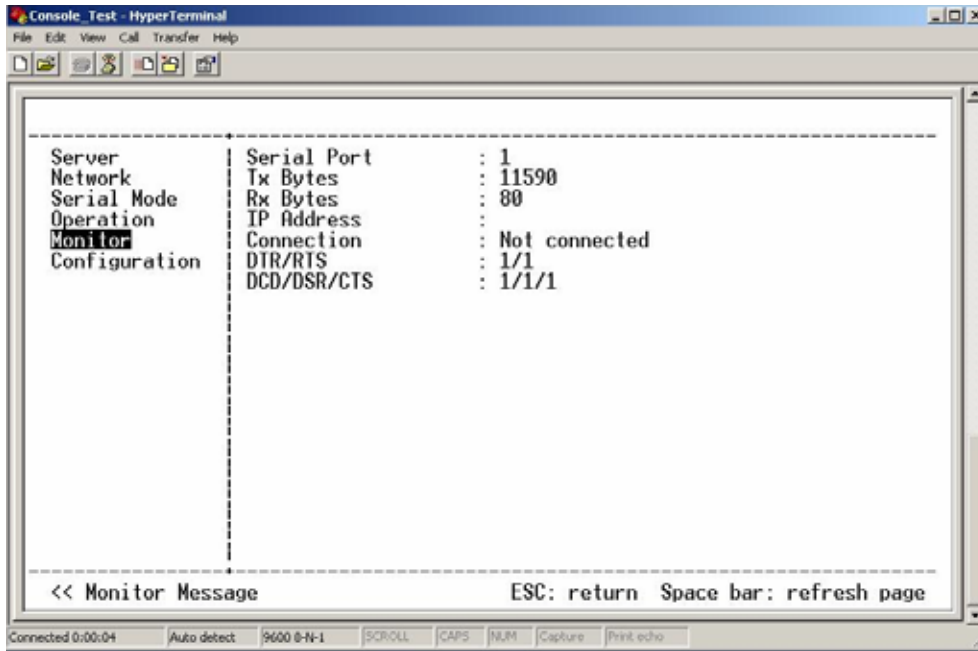 Console_Test - HyperTerminal
File Edit View Call Transfer Help
Server
Network
Serial Mode
Operation
Monitor
Configuration
Serial Port : 1
Tx Bytes : 11590
Rx Bytes : 80
IP Address :
Connection : Not connected
DTR/RTS : 1/1
DCD/DSR/CTS : 1/1/1
<< Monitor Message ESC: return Space bar: refresh page
Connected 0:00:04 Auto detect 9600 8-N-1 SCROLL CAPS NUM Capture Print echo